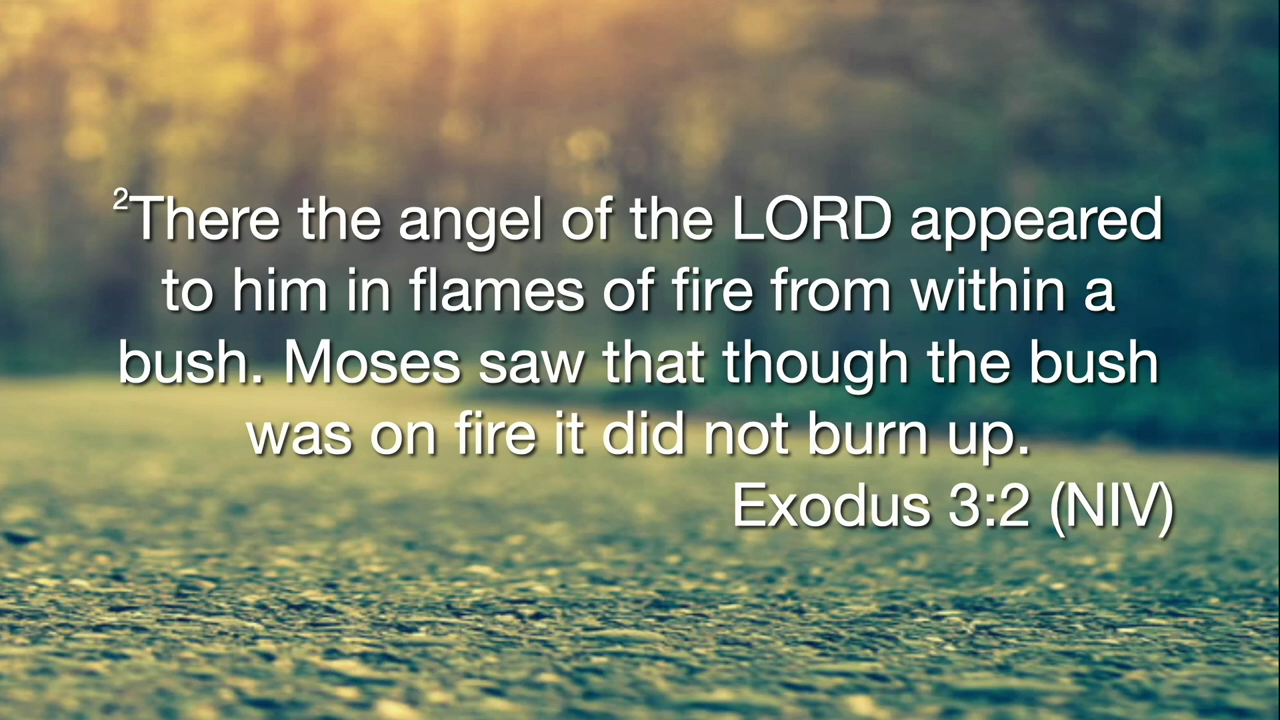 ²There the angel of the LORD appeared
to him in flames of fire from within a
bush. Moses saw that though the bush
was on fire it did not burn up.
Exodus 3:2 (NIV)